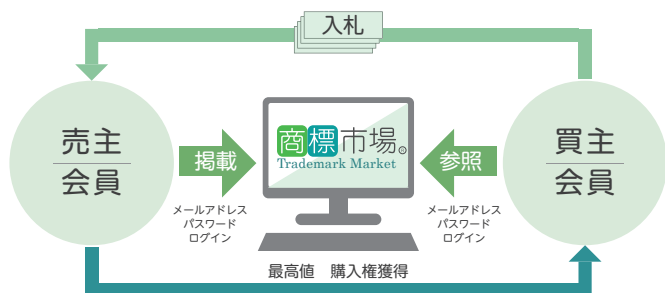 入札
売主
会員
掲載
メールアドレス
パスワード
ログイン
商標市場®
Trademark Market
参照
メールアドレス
パスワード
ログイン
買主
会員
最高値 購入権獲得